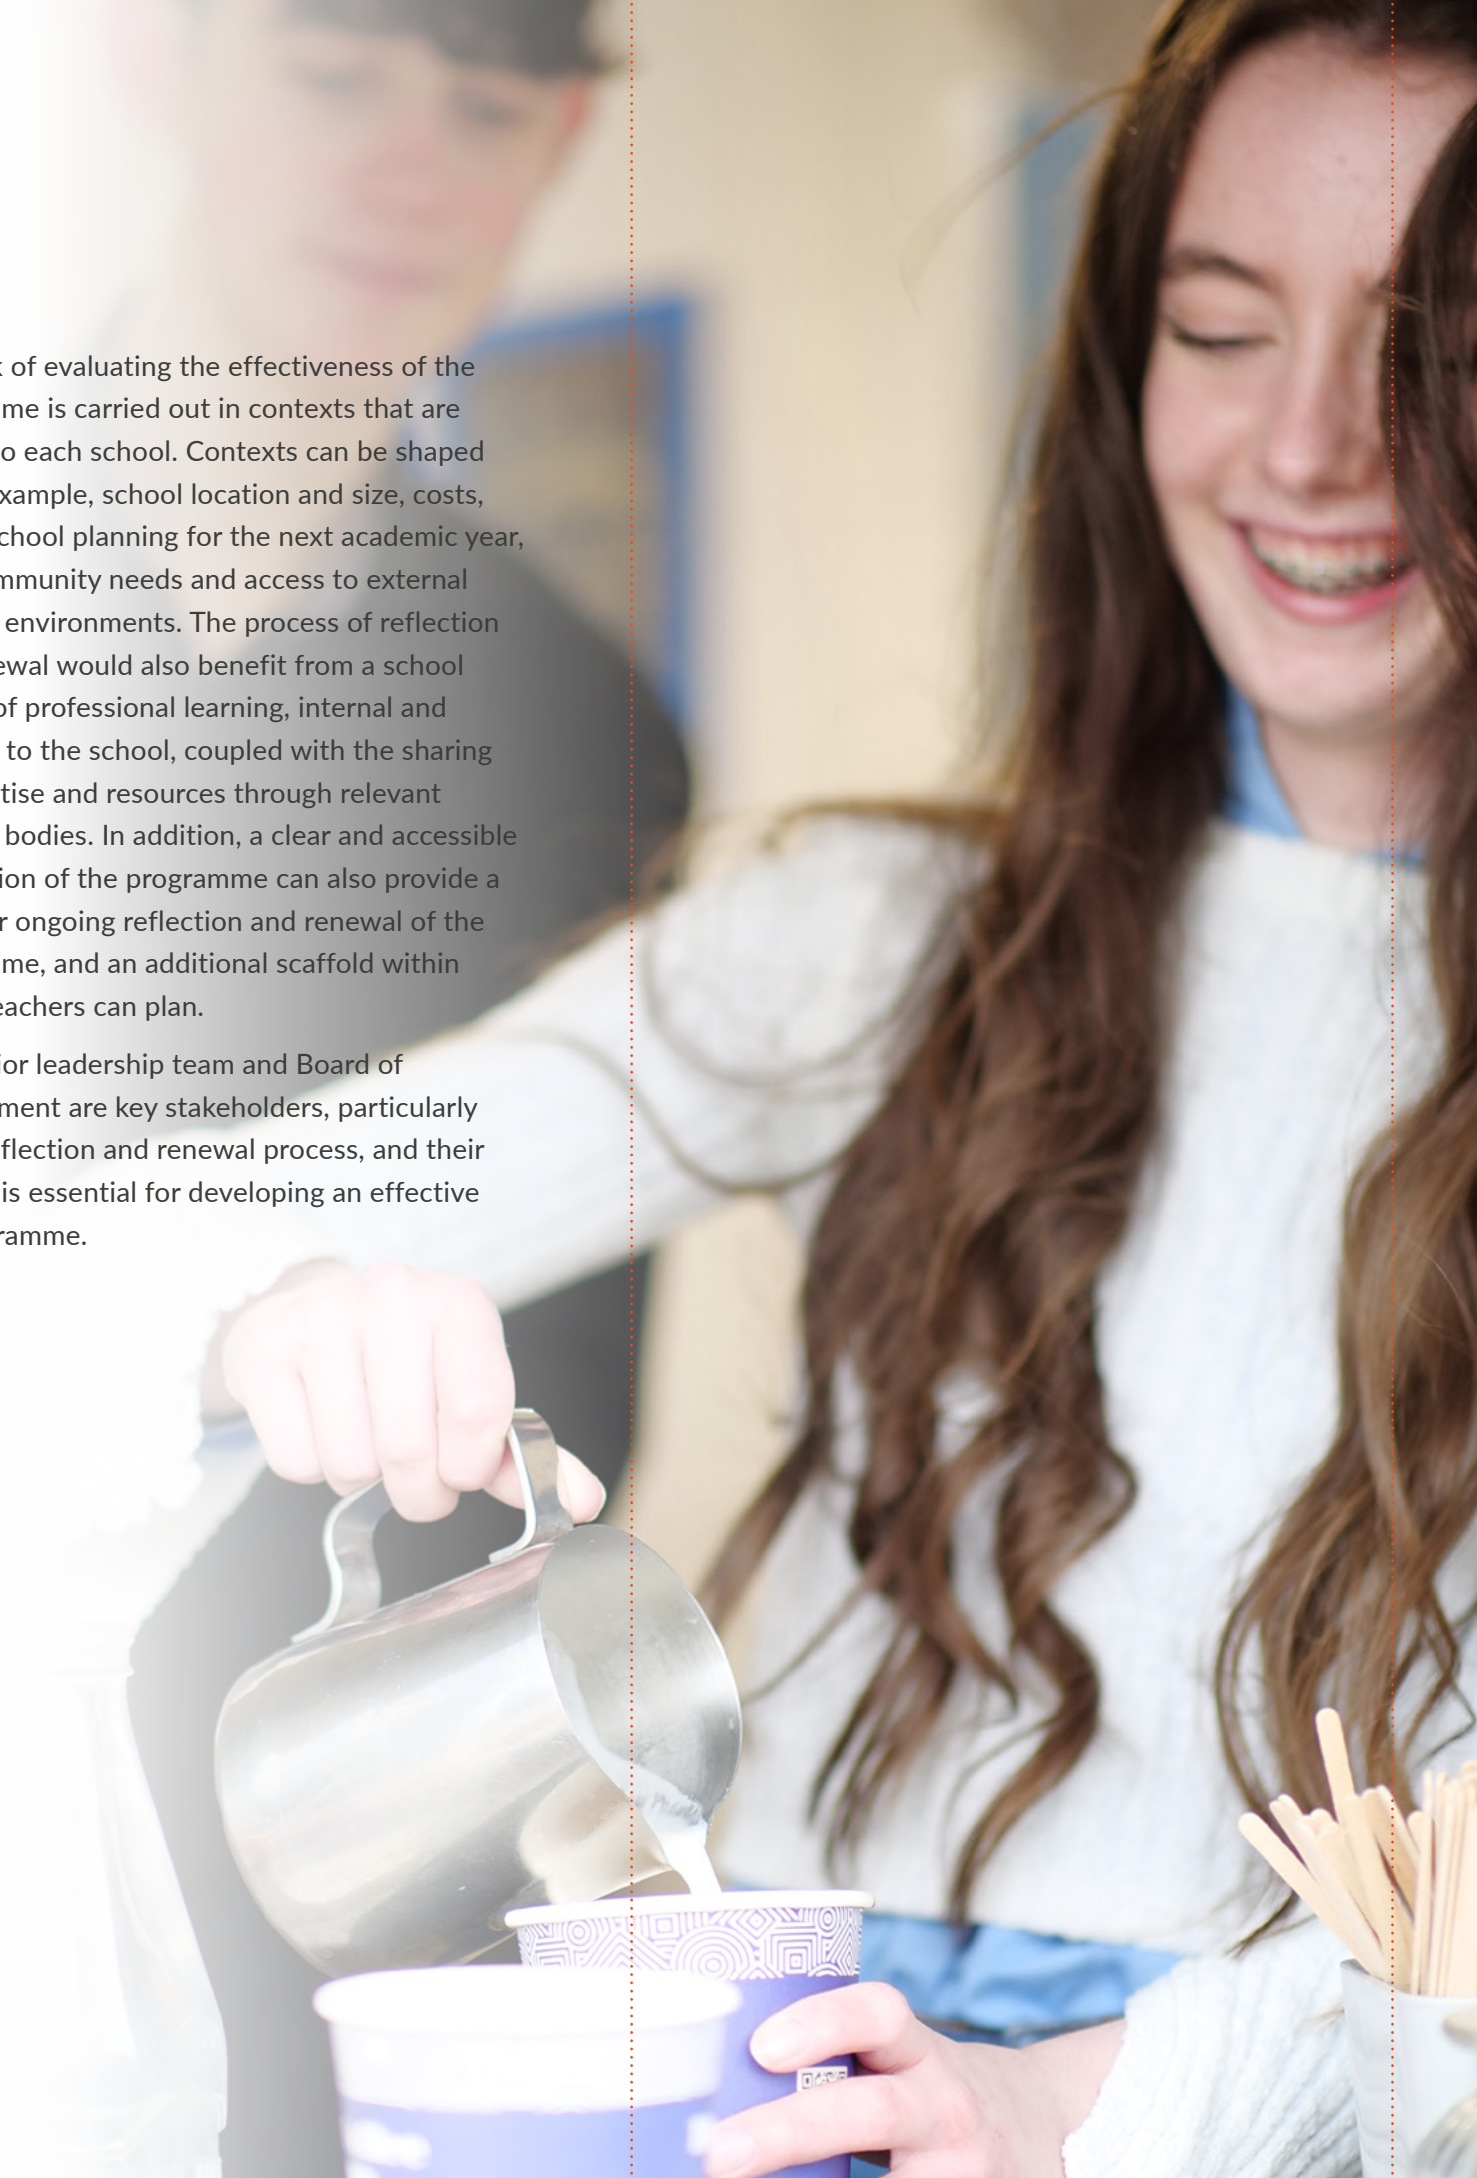 of evaluating the effectiveness of the
me is carried out in contexts that are
o each school. Contexts can be shaped
xample, school location and size, costs,
chool planning for the next academic year,
mmunity needs and access to external
environments. The process of reflection
ewal would also benefit from a school
of professional learning, internal and
to the school, coupled with the sharing
tise and resources through relevant
bodies. In addition, a clear and accessible
ion of the programme can also provide a
r ongoing reflection and renewal of the
me, and an additional scaffold within
eachers can plan.
ior leadership team and Board of
ment are key stakeholders, particularly
flection and renewal process, and their
is essential for developing an effective
ramme.